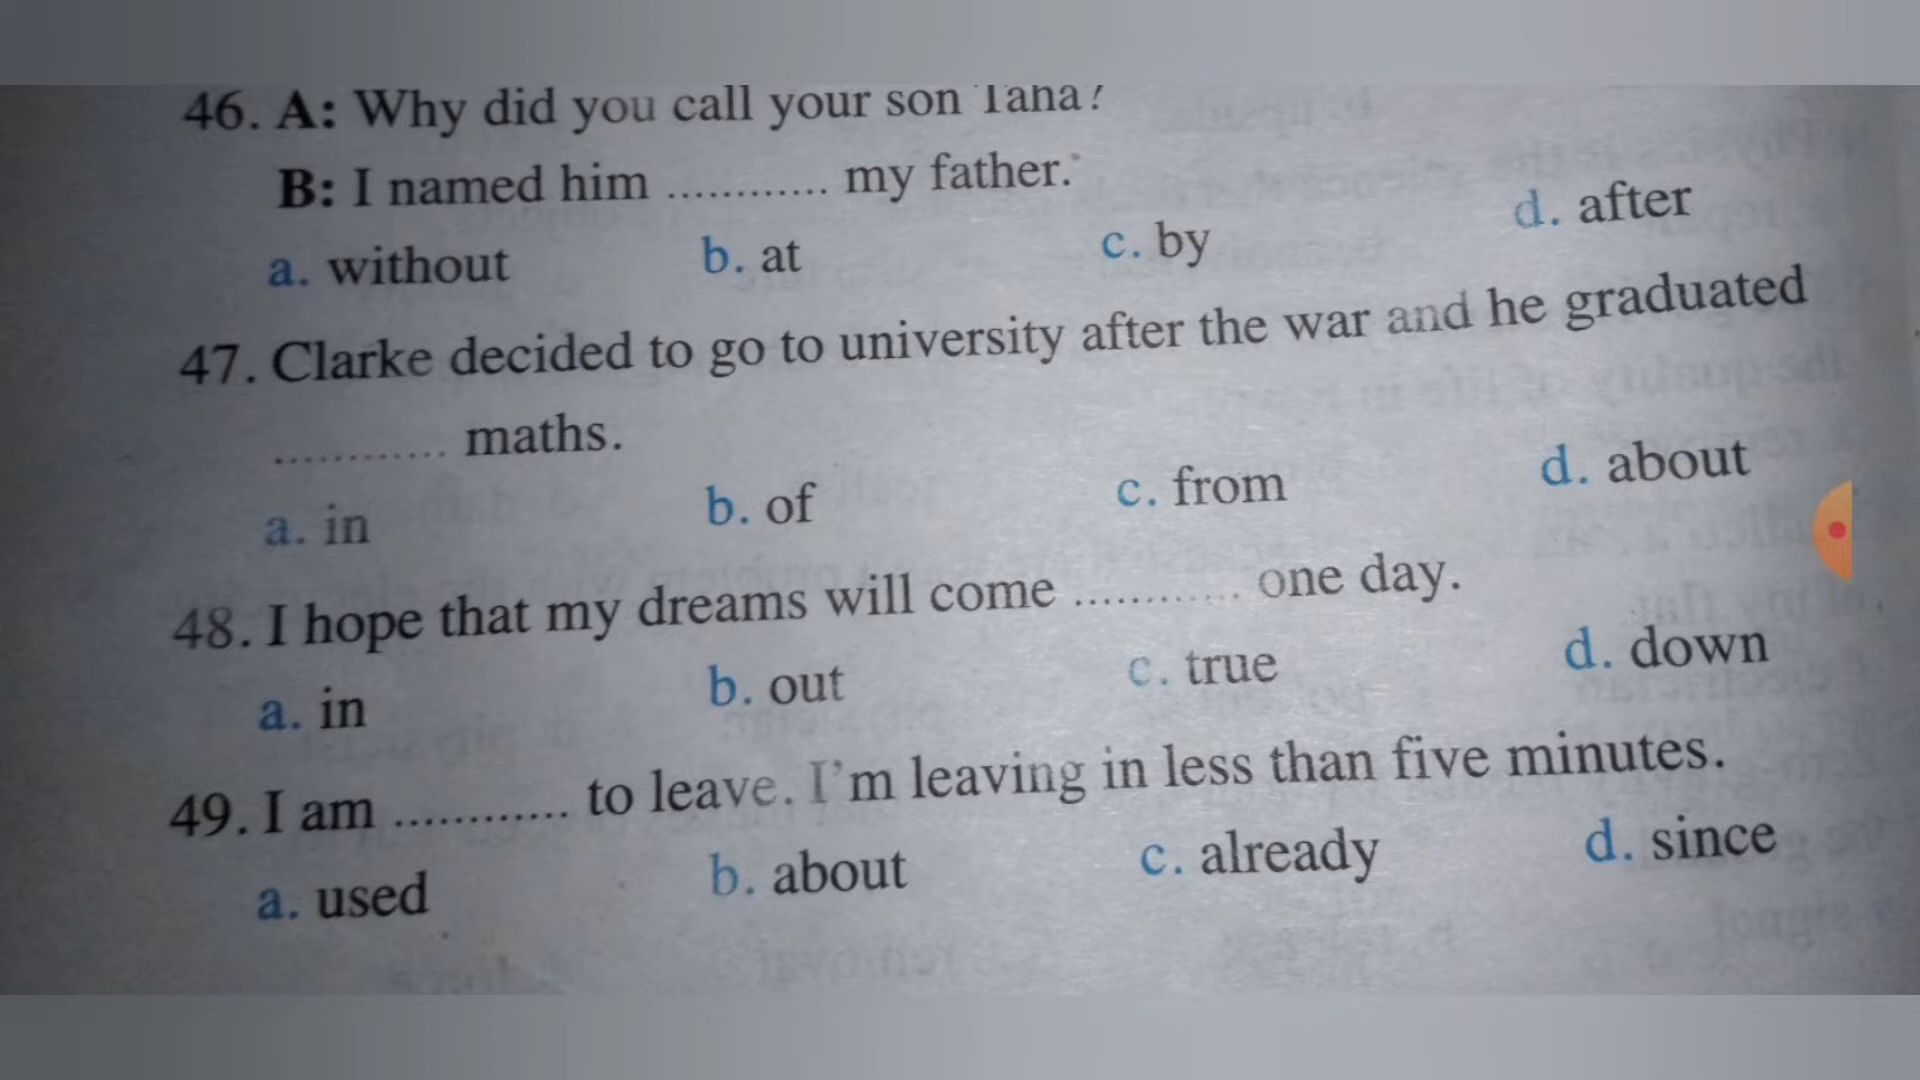 46. A: Why did you call your son Taha?
B: I named him ............ my father.
a. without b. at c. by d. after
47. Clarke decided to go to university after the war and he graduated
............ maths.
a. in b. of c. from d. about
48. I hope that my dreams will come ............ one day.
a. in b. out c. true d. down
49. I am ............ to leave. I'm leaving in less than five minutes.
a. used b. about c. already d. since